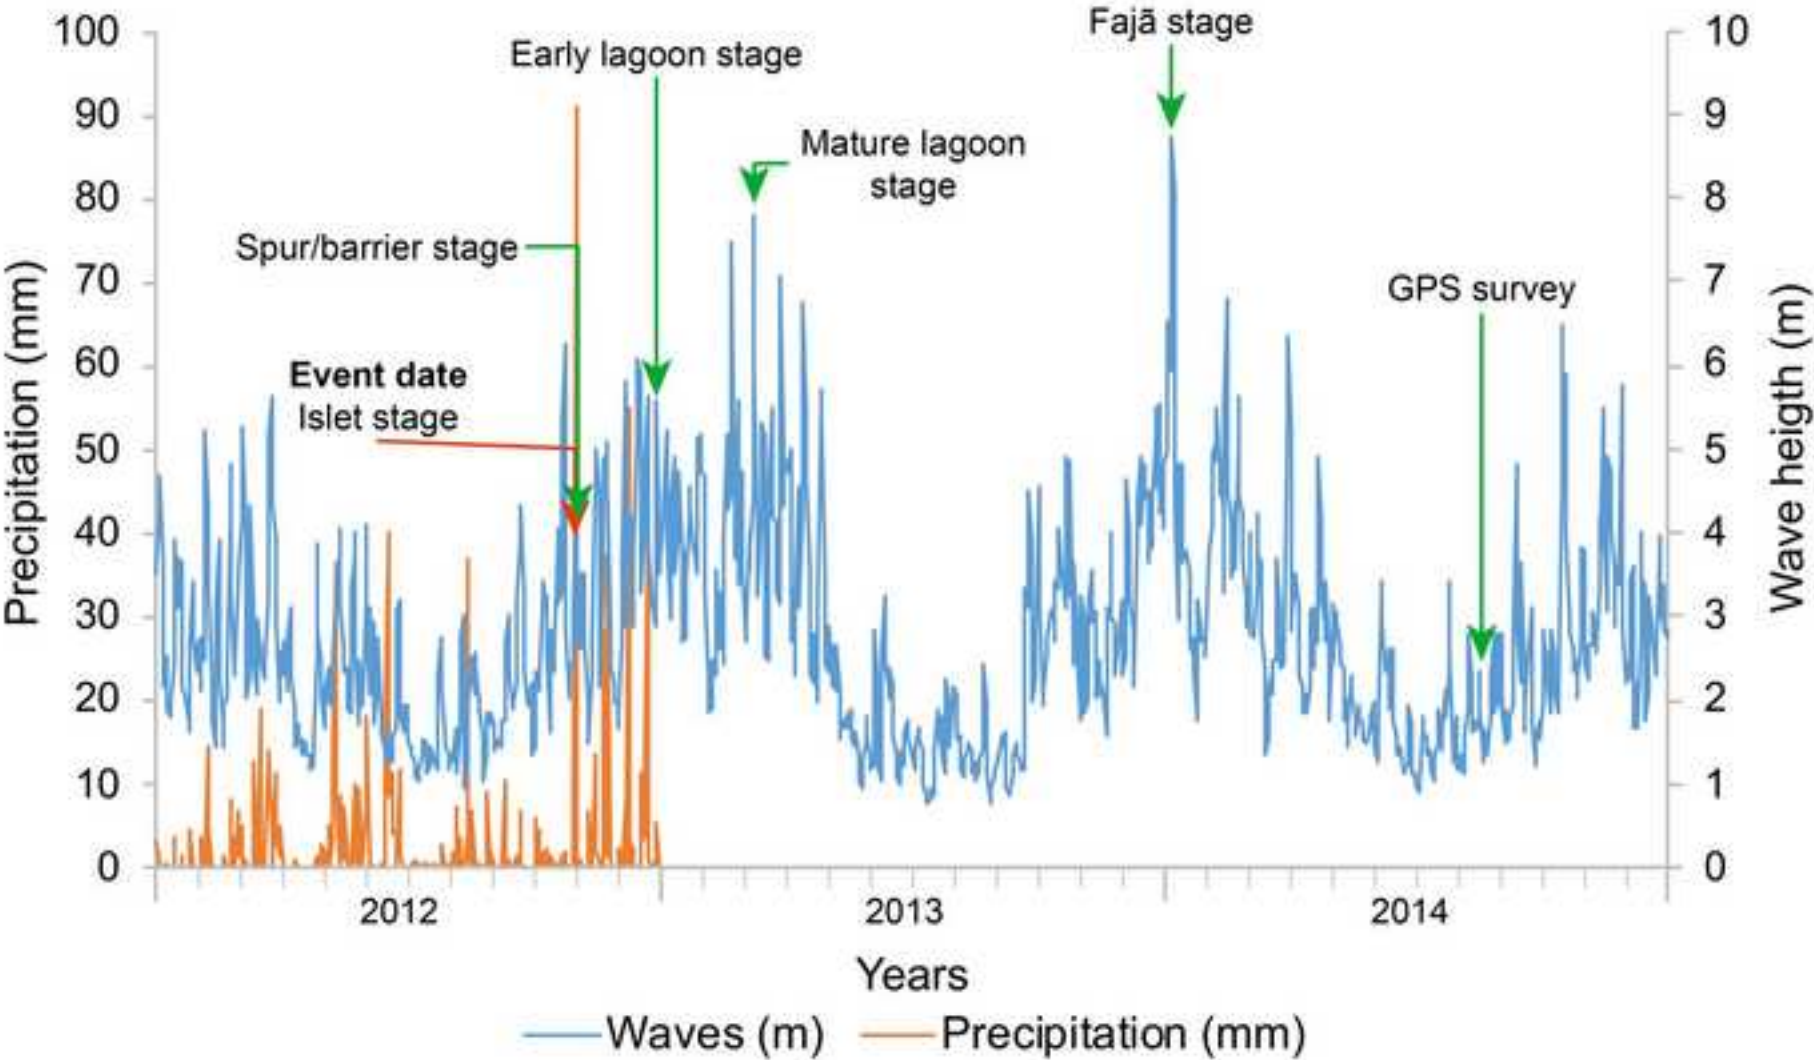 Fajã stage
Early lagoon stage
Mature lagoon
stage
Spur/barrier stage
GPS survey
Event date
Islet stage
Precipitation (mm)
100
90
80
70
60
50
40
30
20
10
0
Wave heigth (m)
10
9
8
7
6
5
4
3
2
1
0
2012
2013
2014
Years
Waves (m)
Precipitation (mm)